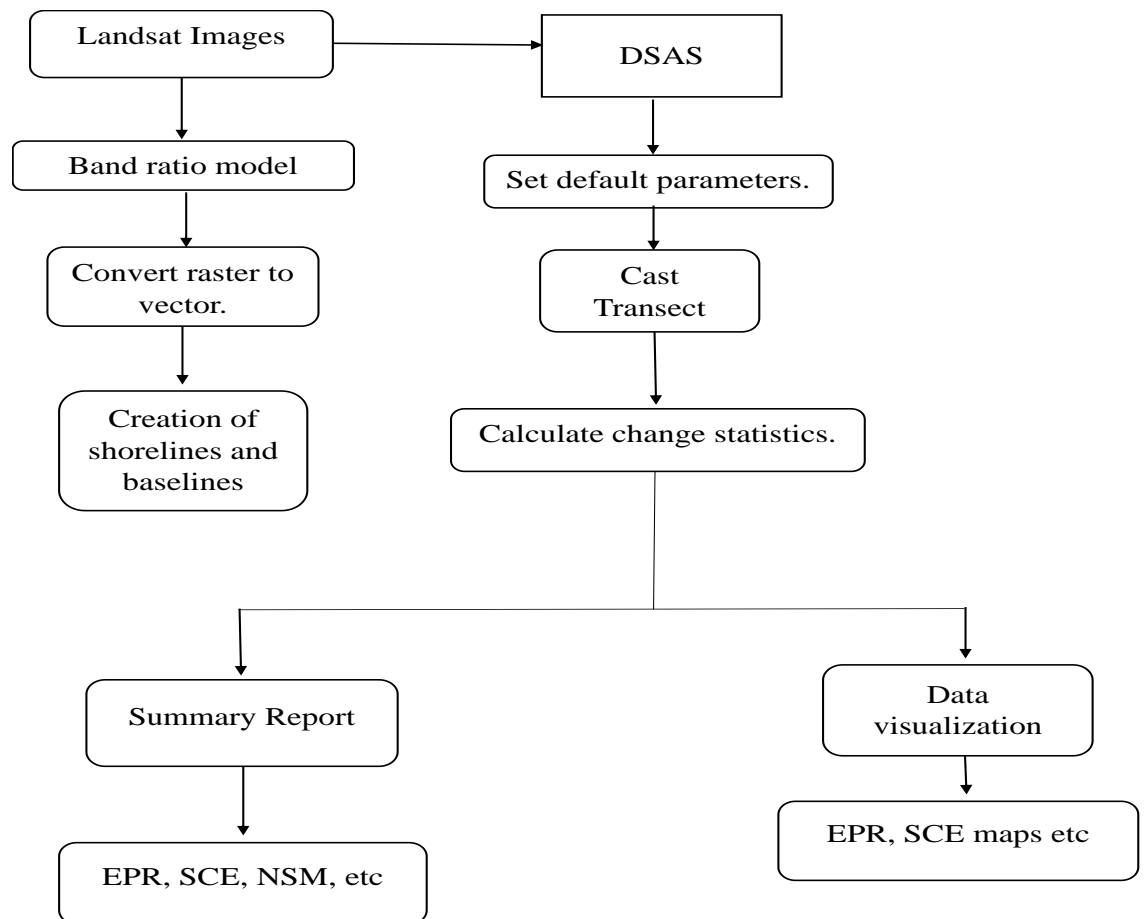 Landsat Images
DSAS
Band ratio model
Set default parameters.
Convert raster to
vector.
Cast
Transect
Creation of
shorelines and
baselines
Calculate change statistics.
Summary Report
Data
visualization
EPR, SCE, NSM, etc
EPR, SCE maps etc